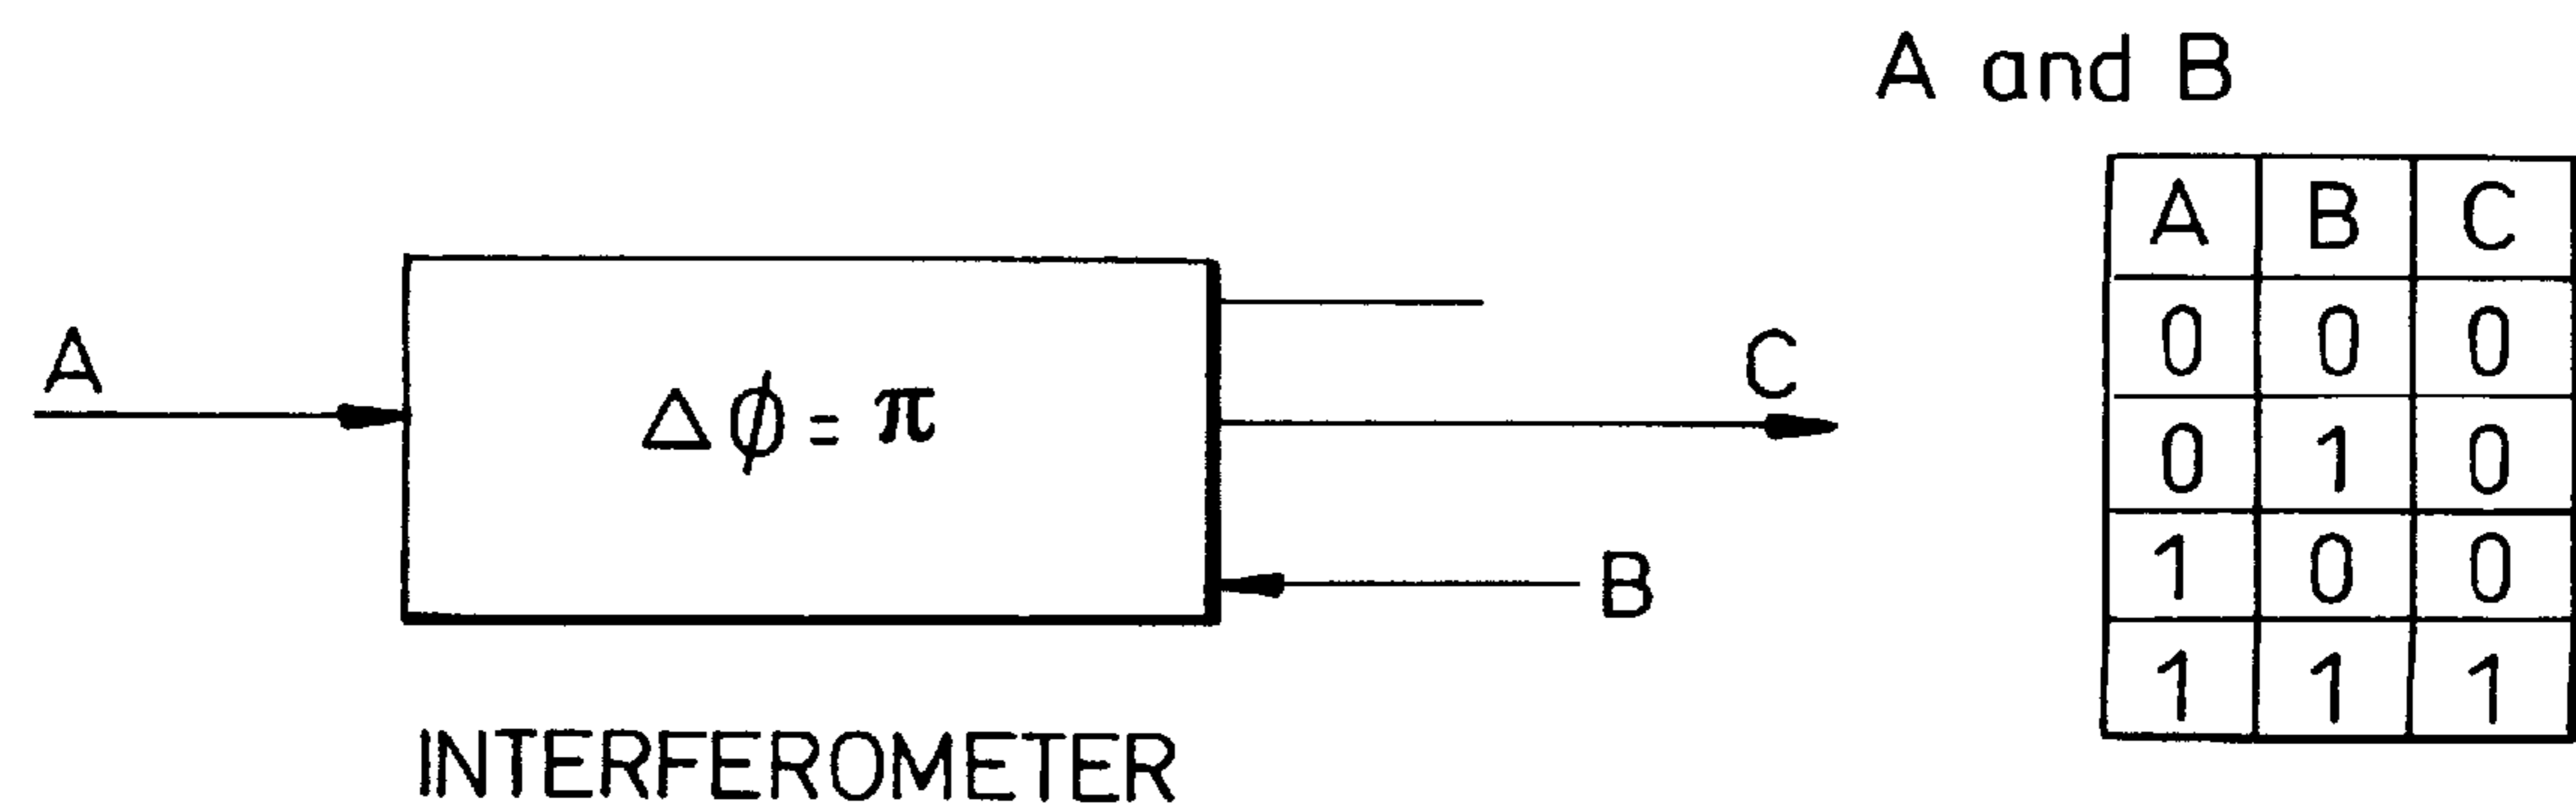 A and B
A B C
0 0 0
0 1 0
1 0 0
1 1 1
A
Δϕ = π
C
B
INTERFEROMETER